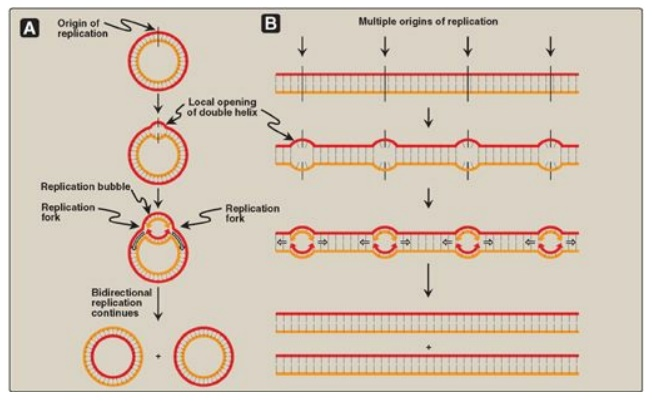 A
Origin of
replication
B
Multiple origins of replication
Local opening
of double helix
Replication bubble
Replication
fork
Replication
fork
Bidirectional
replication
continues
+
+